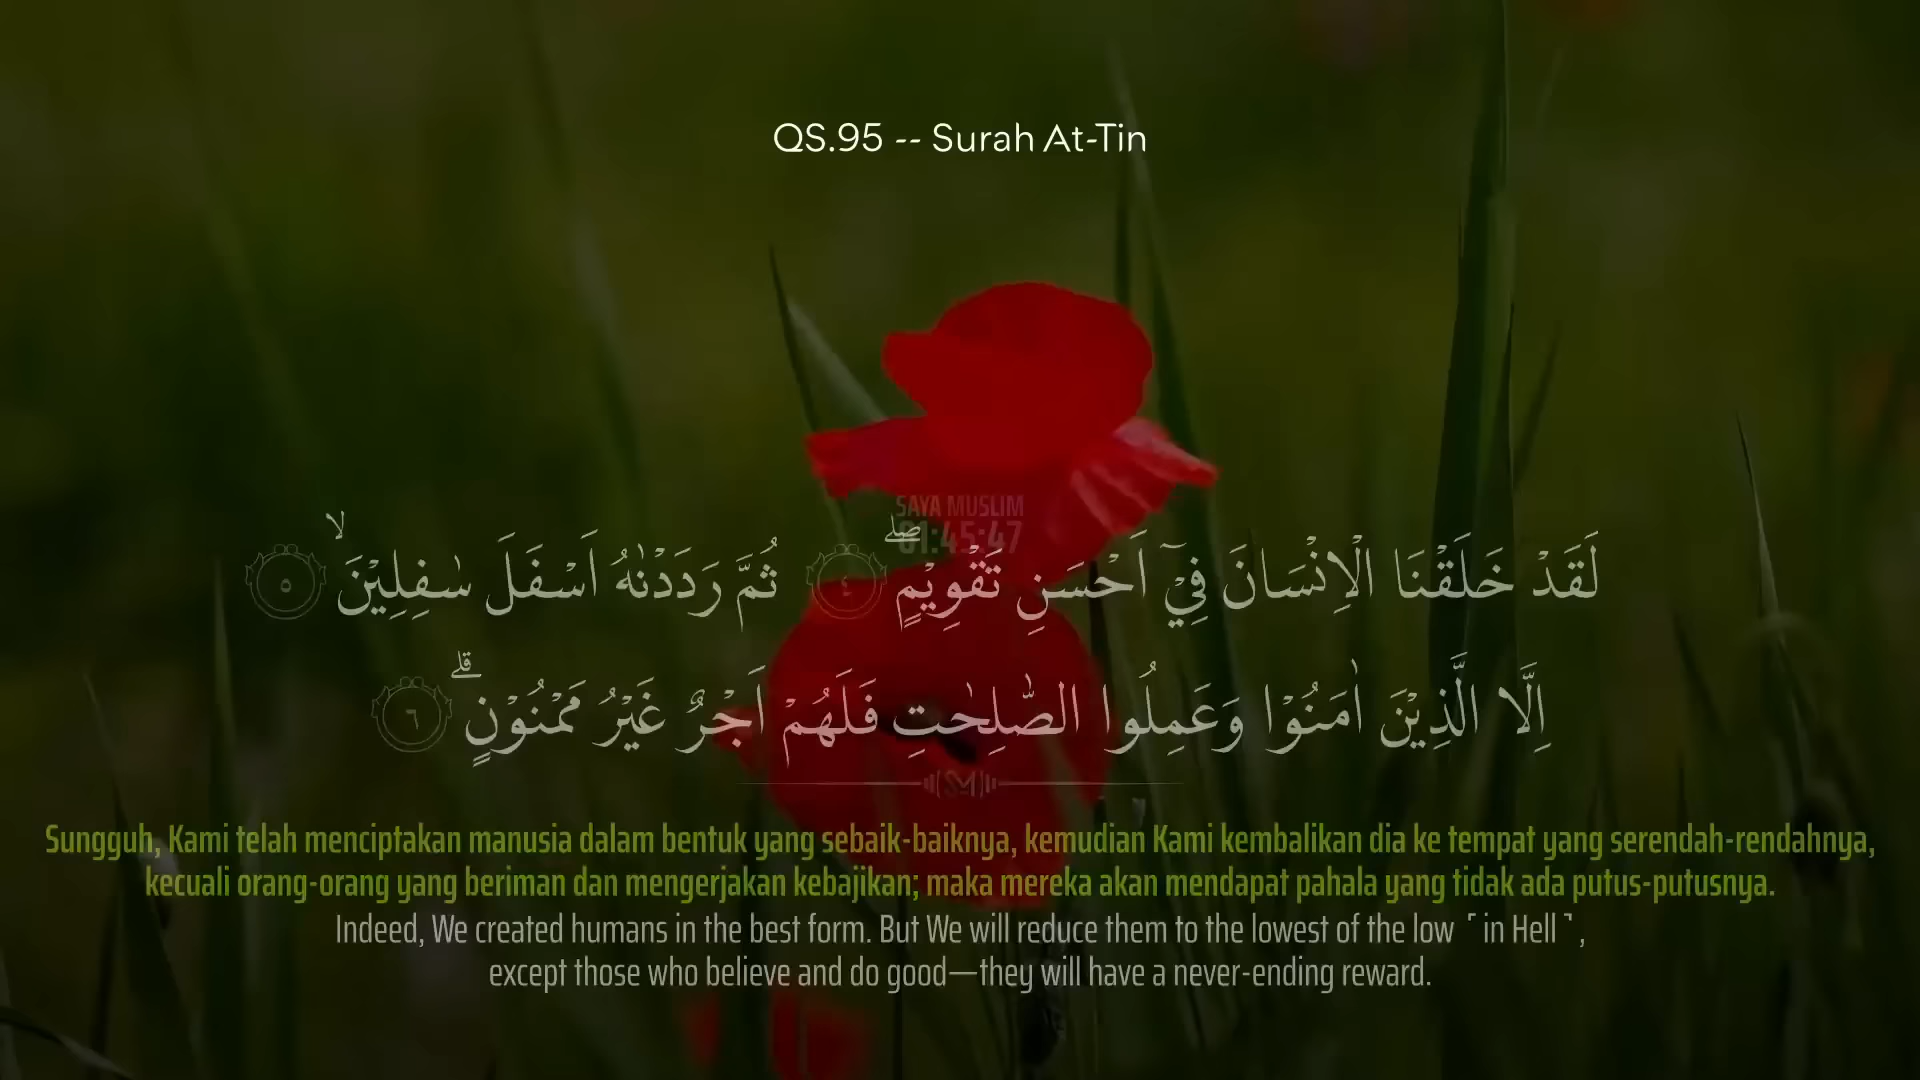 QS.95 -- Surah At-Tin
SAYA MUSLIM
01:45:47
لَقَدْ خَلَقْنَا الْاِنْسَانَ فِيْٓ اَحْسَنِ تَقْوِيْمٍۖ ٤ ثُمَّ رَدَدْنٰهُ اَسْفَلَ سٰفِلِيْنَۙ ٥
اِلَّا الَّذِيْنَ اٰمَنُوْا وَعَمِلُوا الصّٰلِحٰتِ فَلَهُمْ اَجْرٌ غَيْرُ مَمْنُوْنٍۗ ٦
Sungguh, Kami telah menciptakan manusia dalam bentuk yang sebaik-baiknya, kemudian Kami kembalikan dia ke tempat yang serendah-rendahnya,
kecuali orang-orang yang beriman dan mengerjakan kebajikan; maka mereka akan mendapat pahala yang tidak ada putus-putusnya.
Indeed, We created humans in the best form. But We will reduce them to the lowest of the low ˹in Hell˺,
except those who believe and do good—they will have a never-ending reward.